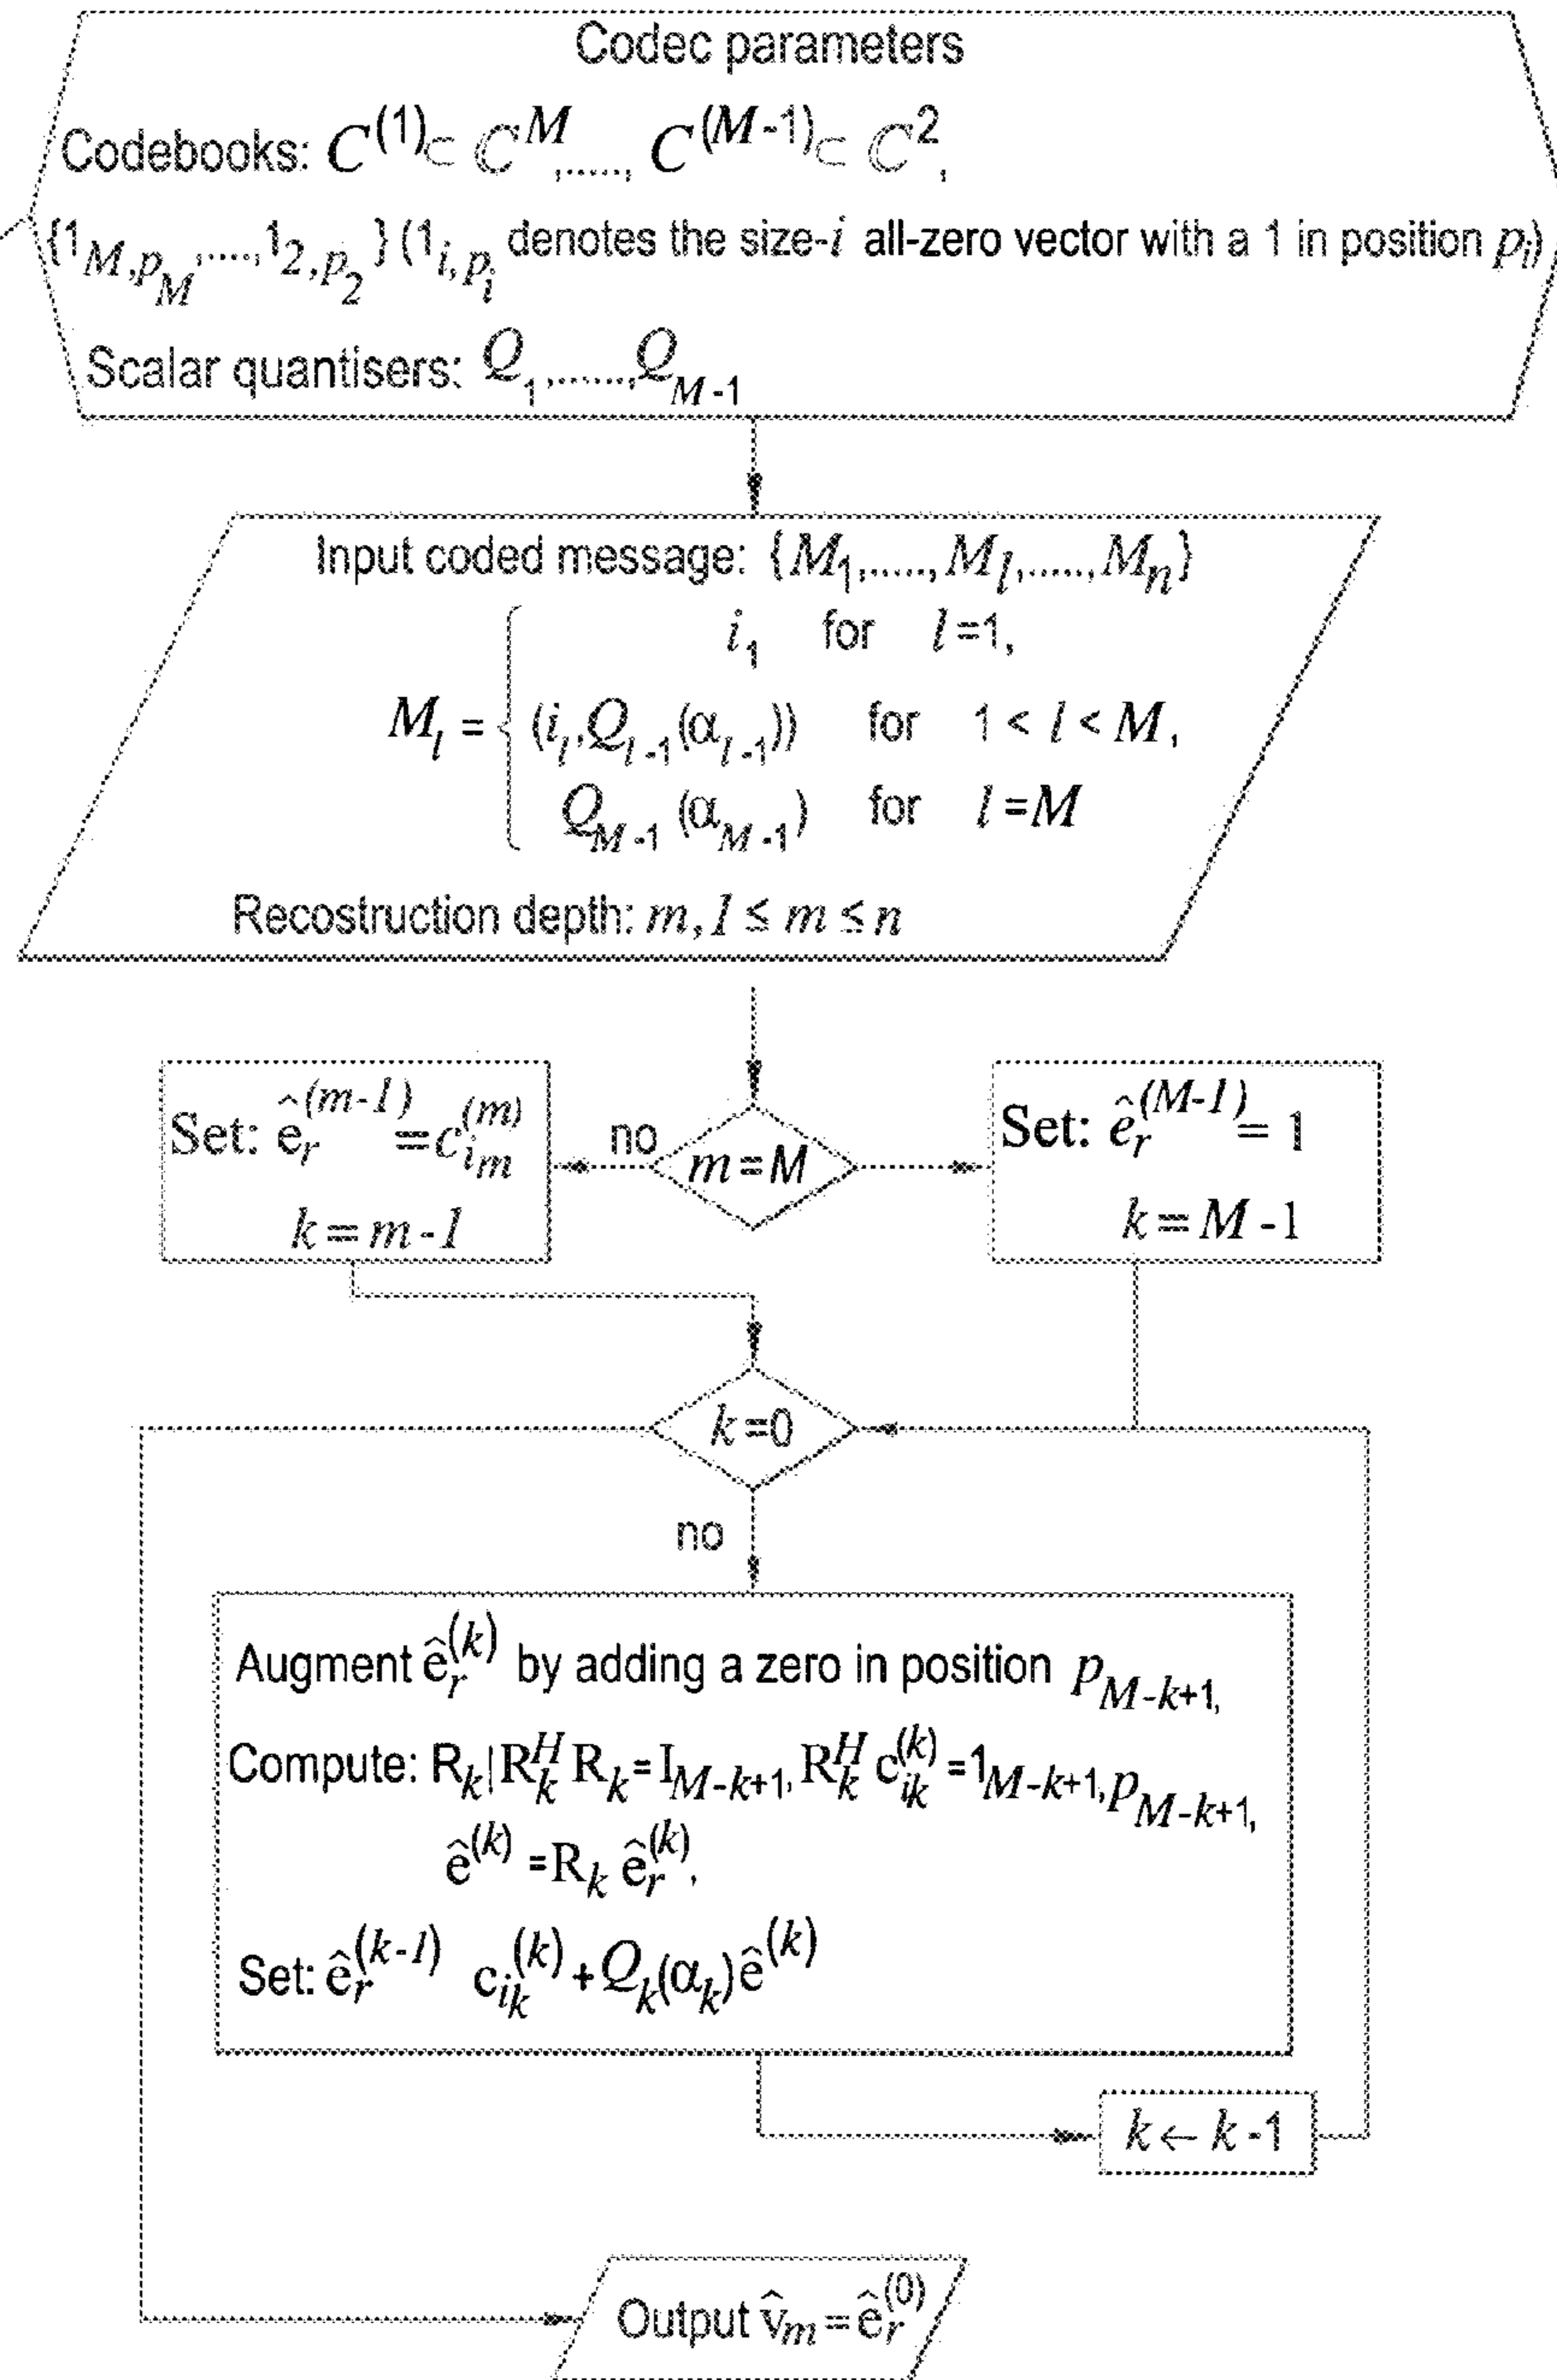 Codec parameters
Codebooks: C^(1) ⊂ ℂ^M ,....., C^(M-1) ⊂ ℂ^2,
{1_M,p_M,....,1_2,p_2} (1_i,p_i denotes the size-i all-zero vector with a 1 in position p_i)
Scalar quantisers: Q_1,......,Q_M-1
Input coded message: {M_1,.....,M_l,.....,M_n}
i_1 for l=1,
M_l = { (i_l,Q_l-1(α_l-1)) for 1 < l < M,
Q_M-1 (α_M-1) for l=M
Recostruction depth: m, 1 ≤ m ≤ n
Set: ê_r^(m-1) = c_i_m^(m)
k = m-1
no
m = M
Set: ê_r^(M-1) = 1
k = M-1
k=0
no
Augment ê_r^(k) by adding a zero in position p_M-k+1,
Compute: R_k|R_k^H R_k = I_M-k+1, R_k^H c_ik^(k) = 1_M-k+1,p_M-k+1,
ê^(k) = R_k ê_r^(k),
Set: ê_r^(k-1) c_i_k^(k) + Q_k(α_k) ê^(k)
k ← k-1
Output v̂_m = ê_r^(0)